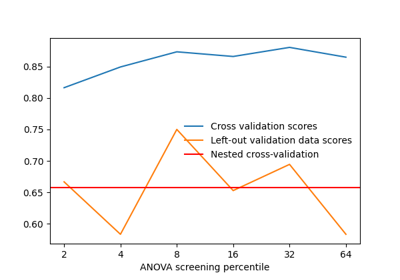 0.85
0.80
0.75
0.70
0.65
0.60
Cross validation scores
Left-out validation data scores
Nested cross-validation
2 4 8 16 32 64
ANOVA screening percentile